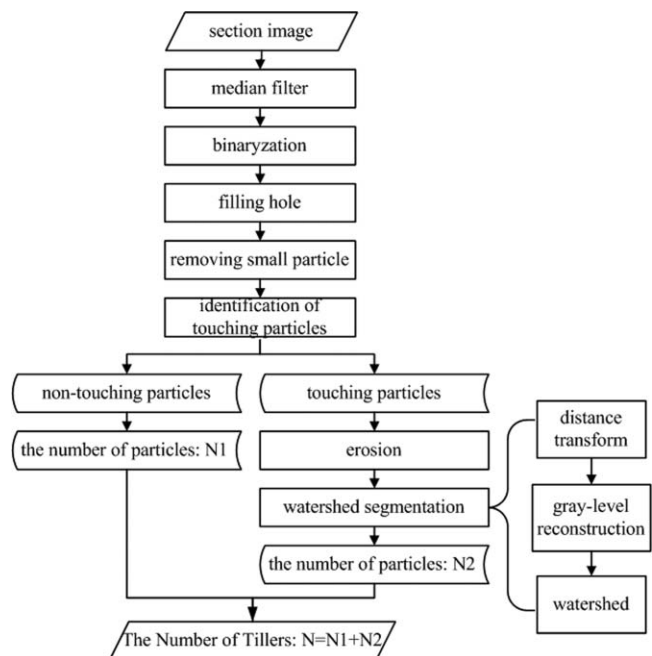 section image
median filter
binaryzation
filling hole
removing small particle
identification of
touching particles
non-touching particles
touching particles
the number of particles: N1
erosion
watershed segmentation
the number of particles: N2
distance
transform
gray-level
reconstruction
watershed
The Number of Tillers: N=N1+N2